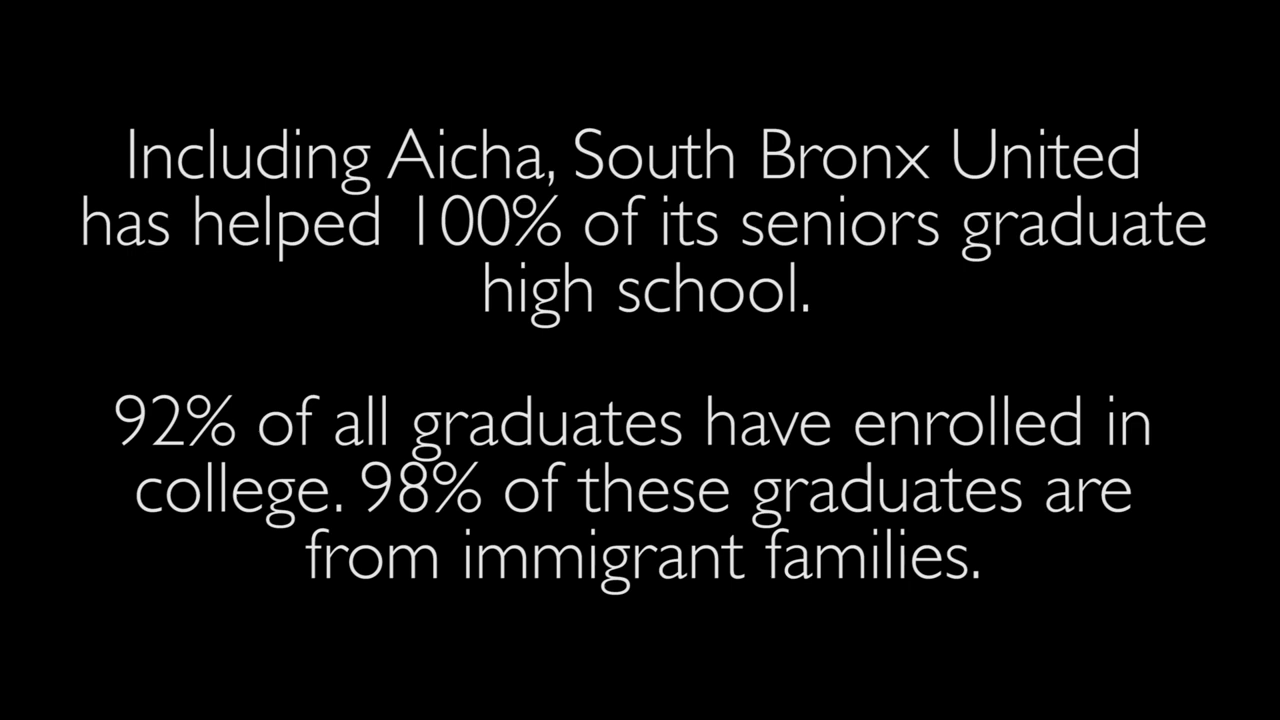 Including Aicha, South Bronx United
has helped 100% of its seniors graduate
high school.
92% of all graduates have enrolled in
college. 98% of these graduates are
from immigrant families.